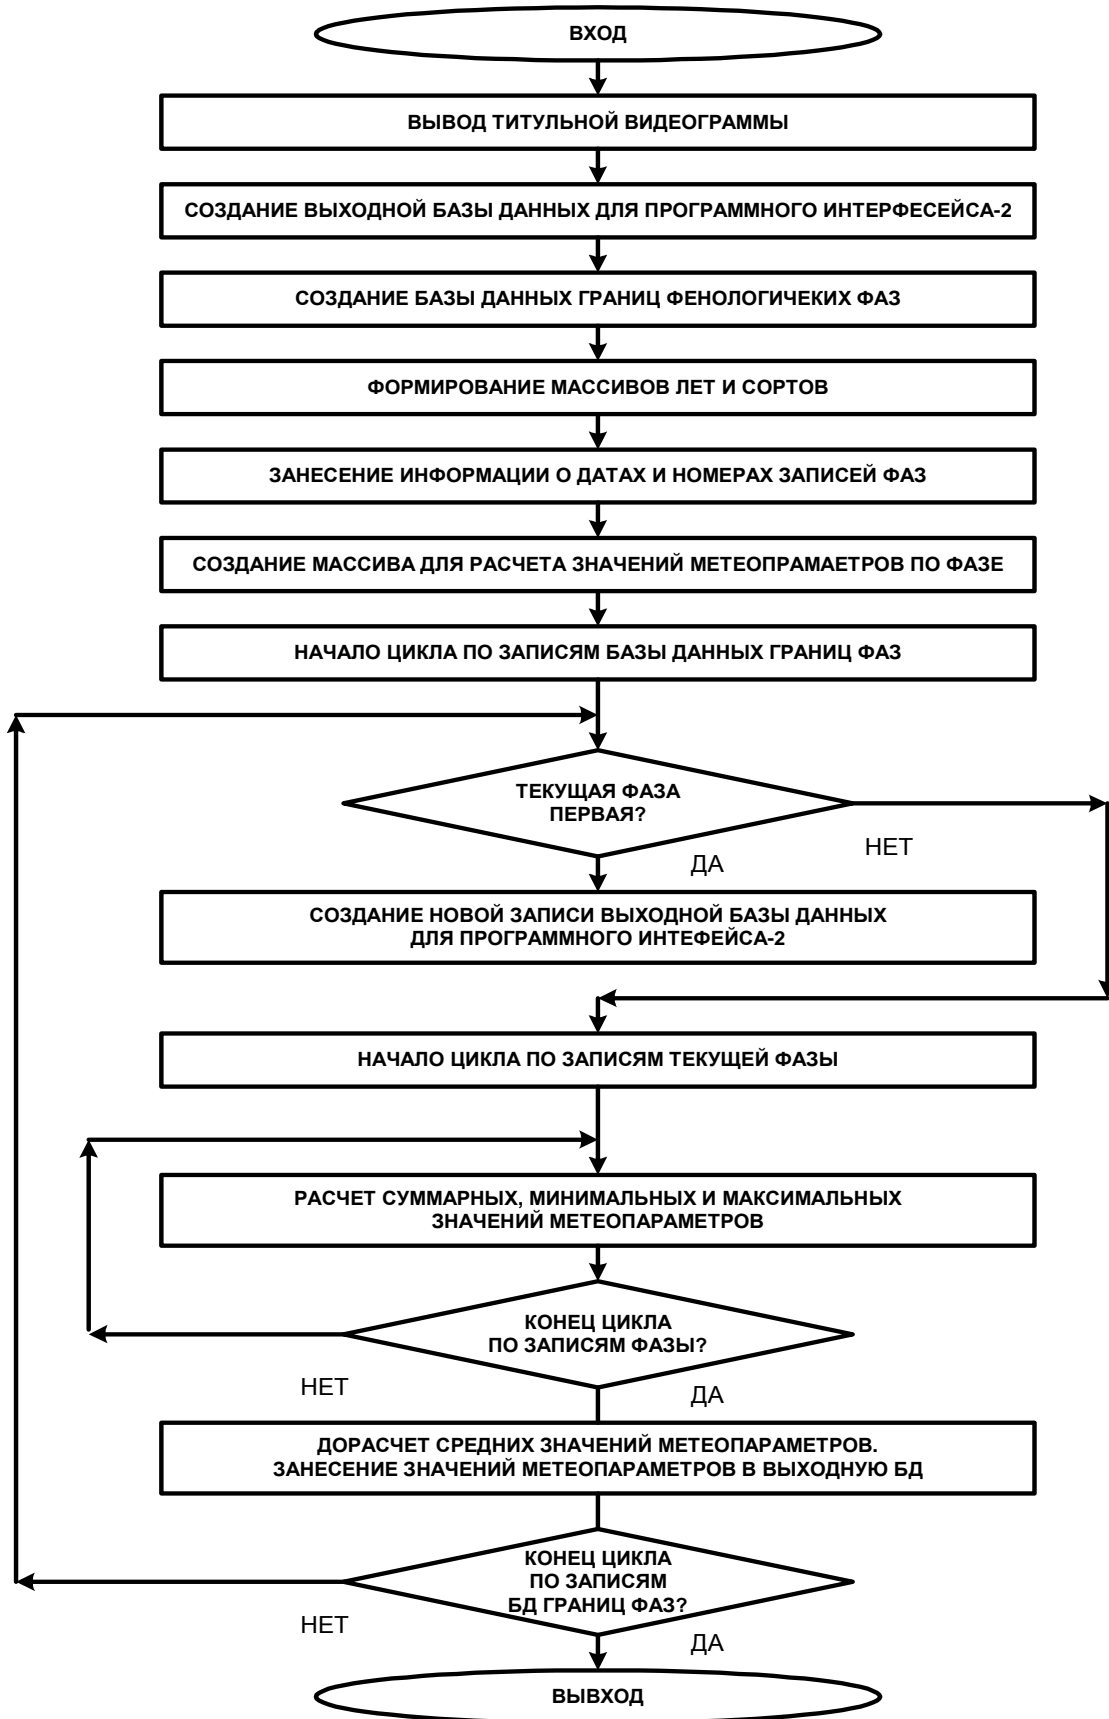 ВХОД
ВЫВОД ТИТУЛЬНОЙ ВИДЕОГРАММЫ
СОЗДАНИЕ ВЫХОДНОЙ БАЗЫ ДАННЫХ ДЛЯ ПРОГРАММНОГО ИНТЕРФЕСЕЙСА-2
СОЗДАНИЕ БАЗЫ ДАННЫХ ГРАНИЦ ФЕНОЛОГИЧЕКИХ ФАЗ
ФОРМИРОВАНИЕ МАССИВОВ ЛЕТ И СОРТОВ
ЗАНЕСЕНИЕ ИНФОРМАЦИИ О ДАТАХ И НОМЕРАХ ЗАПИСЕЙ ФАЗ
СОЗДАНИЕ МАССИВА ДЛЯ РАСЧЕТА ЗНАЧЕНИЙ МЕТЕОПРАМАЕТРОВ ПО ФАЗЕ
НАЧАЛО ЦИКЛА ПО ЗАПИСЯМ БАЗЫ ДАННЫХ ГРАНИЦ ФАЗ
ТЕКУЩАЯ ФАЗА
ПЕРВАЯ?
НЕТ
ДА
СОЗДАНИЕ НОВОЙ ЗАПИСИ ВЫХОДНОЙ БАЗЫ ДАННЫХ
ДЛЯ ПРОГРАММНОГО ИНТЕФЕЙСА-2
НАЧАЛО ЦИКЛА ПО ЗАПИСЯМ ТЕКУЩЕЙ ФАЗЫ
РАСЧЕТ СУММАРНЫХ, МИНИМАЛЬНЫХ И МАКСИМАЛЬНЫХ
ЗНАЧЕНИЙ МЕТЕОПАРАМЕТРОВ
КОНЕЦ ЦИКЛА
ПО ЗАПИСЯМ ФАЗЫ?
НЕТ
ДА
ДОРАСЧЕТ СРЕДНИХ ЗНАЧЕНИЙ МЕТЕОПАРАМЕТРОВ.
ЗАНЕСЕНИЕ ЗНАЧЕНИЙ МЕТЕОПАРАМЕТРОВ В ВЫХОДНУЮ БД
КОНЕЦ ЦИКЛА
ПО ЗАПИСЯМ
БД ГРАНИЦ ФАЗ?
НЕТ
ДА
ВЫВХОД